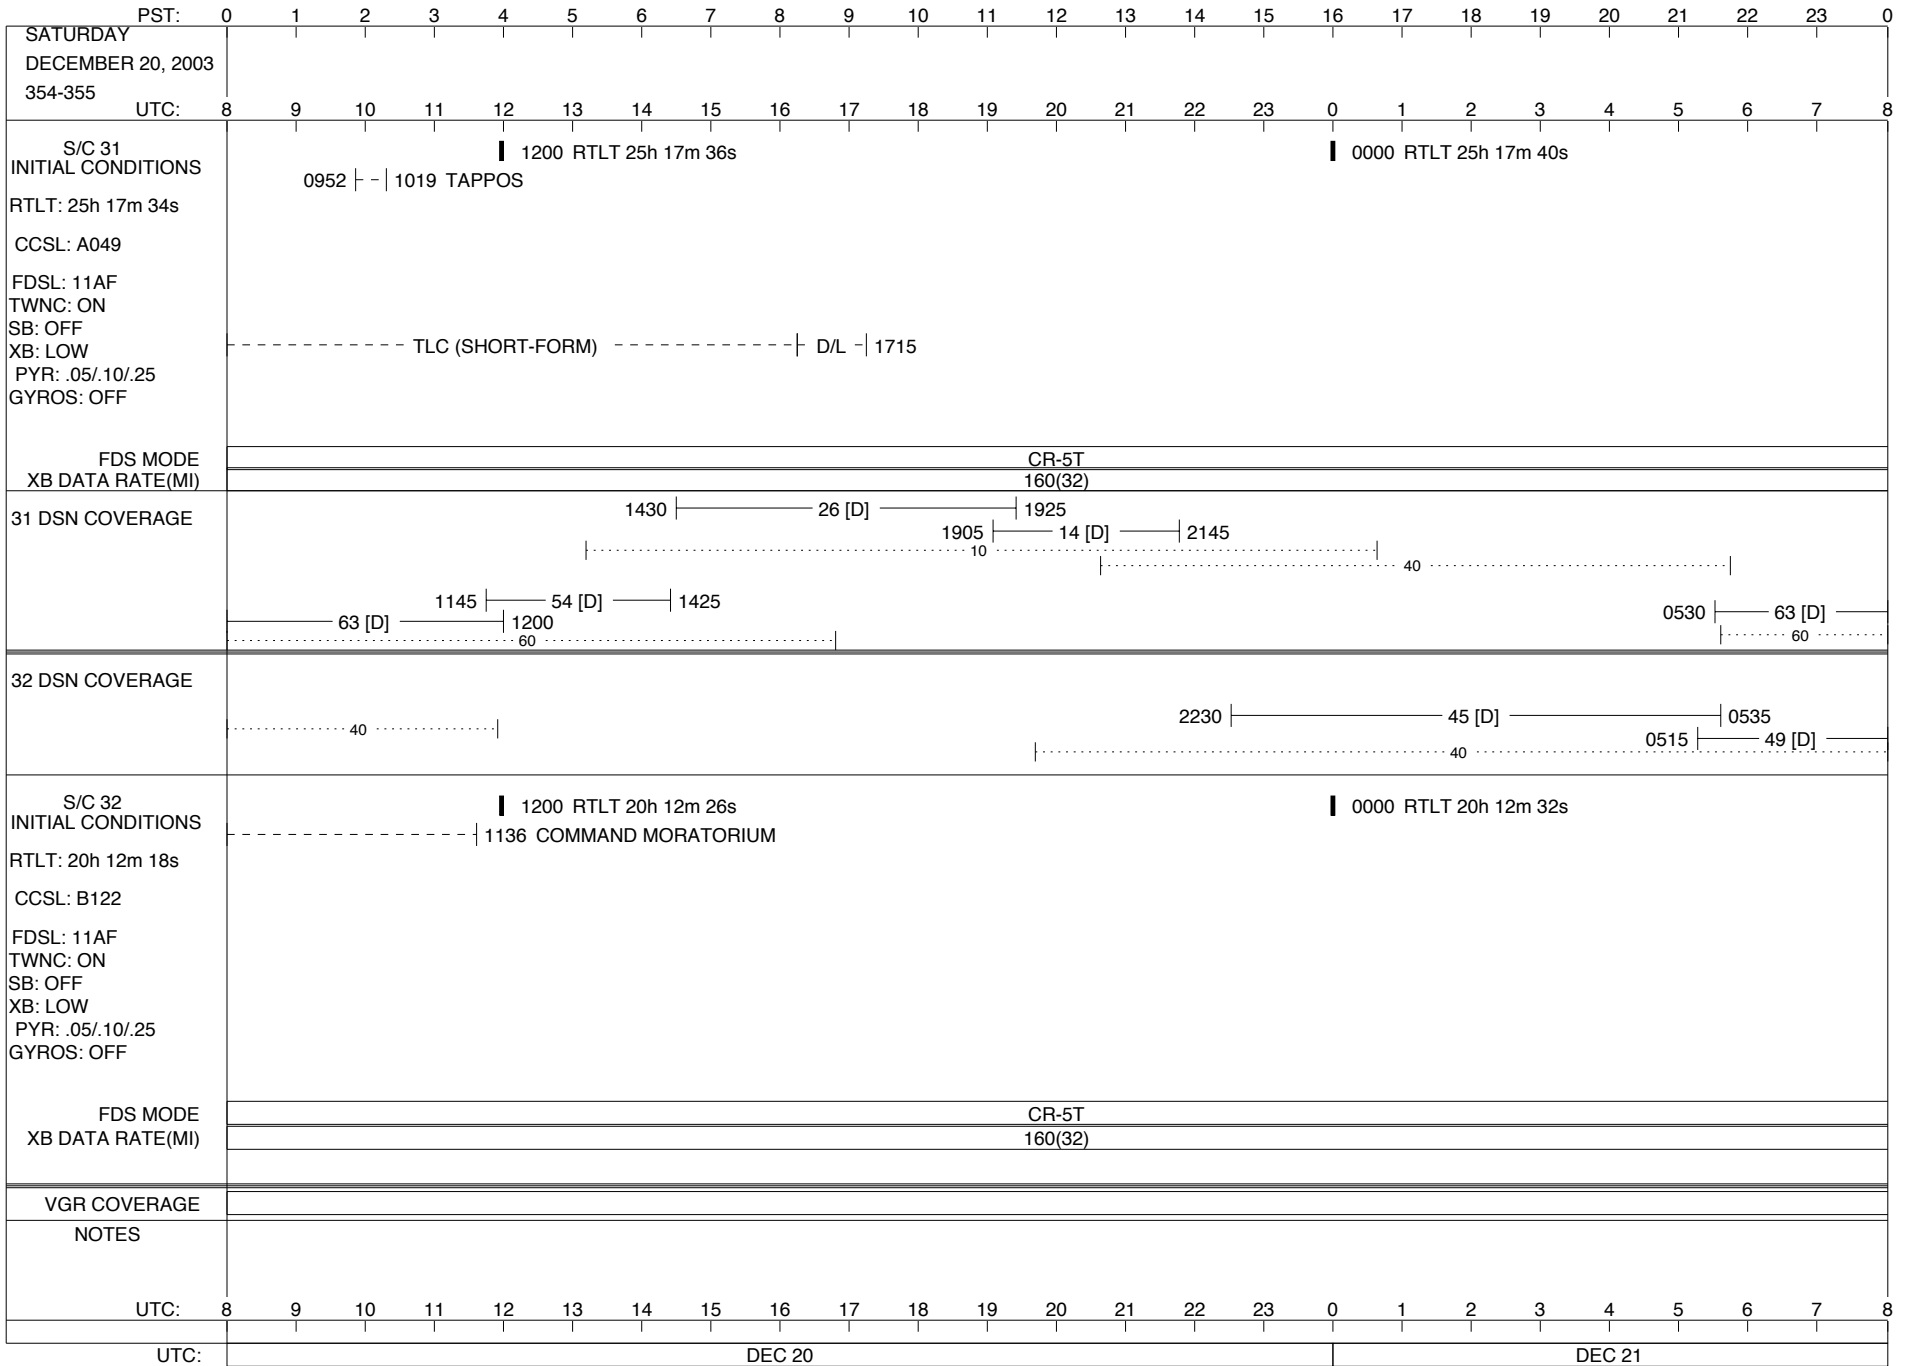 PST: 0 1 2 3 4 5 6 7 8 9 10 11 12 13 14 15 16 17 18 19 20 21 22 23 0
SATURDAY
DECEMBER 20, 2003
354-355
UTC: 8 9 10 11 12 13 14 15 16 17 18 19 20 21 22 23 0 1 2 3 4 5 6 7 8
S/C 31
INITIAL CONDITIONS
1200 RTLT 25h 17m 36s
0000 RTLT 25h 17m 40s
0952 1019 TAPPOS
RTLT: 25h 17m 34s
CCSL: A049
FDSL: 11AF
TWNC: ON
SB: OFF
XB: LOW
TLC (SHORT-FORM) D/L 1715
PYR: .05/.10/.25
GYROS: OFF
FDS MODE CR-5T
XB DATA RATE(MI) 160(32)
31 DSN COVERAGE
1430 26 [D] 1925
1905 14 [D] 2145
10
40
1145 54 [D] 1425
63 [D] 1200
0530 63 [D]
60
60
32 DSN COVERAGE
2230 45 [D] 0535
40
0515 49 [D]
40
S/C 32
INITIAL CONDITIONS
1200 RTLT 20h 12m 26s
0000 RTLT 20h 12m 32s
1136 COMMAND MORATORIUM
RTLT: 20h 12m 18s
CCSL: B122
FDSL: 11AF
TWNC: ON
SB: OFF
XB: LOW
PYR: .05/.10/.25
GYROS: OFF
FDS MODE CR-5T
XB DATA RATE(MI) 160(32)
VGR COVERAGE
NOTES
UTC: 8 9 10 11 12 13 14 15 16 17 18 19 20 21 22 23 0 1 2 3 4 5 6 7 8
UTC: DEC 20 DEC 21